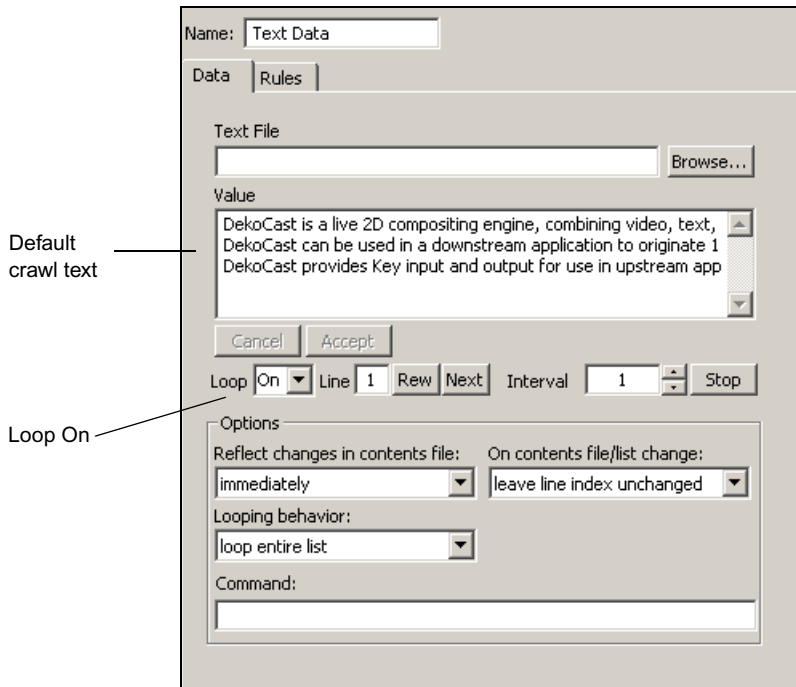 Name: Text Data
Data Rules
Text File
Browse...
Value
DekoCast is a live 2D compositing engine, combining video, text,
DekoCast can be used in a downstream application to originate 1
DekoCast provides Key input and output for use in upstream app
Default
crawl text
Cancel Accept
Loop On Line 1 Rew Next Interval 1 Stop
Loop On
Options
Reflect changes in contents file: On contents file/list change:
immediately leave line index unchanged
Looping behavior:
loop entire list
Command: